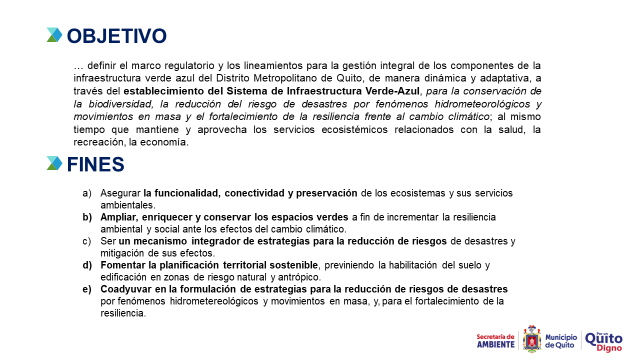 OBJETIVO
… definir el marco regulatorio y los lineamientos para la gestión integral de los componentes de la
infraestructura verde azul del Distrito Metropolitano de Quito, de manera dinámica y adaptativa, a
través del establecimiento del Sistema de Infraestructura Verde-Azul, para la conservación de
la biodiversidad, la reducción del riesgo de desastres por fenómenos hidrometeorológicos y
movimientos en masa y el fortalecimiento de la resiliencia frente al cambio climático; al mismo
tiempo que mantiene y aprovecha los servicios ecosistémicos relacionados con la salud, la
recreación, la economía.
FINES
a) Asegurar la funcionalidad, conectividad y preservación de los ecosistemas y sus servicios
ambientales.
b) Ampliar, enriquecer y conservar los espacios verdes a fin de incrementar la resiliencia
ambiental y social ante los efectos del cambio climático.
c) Ser un mecanismo integrador de estrategias para la reducción de riesgos de desastres y
mitigación de sus efectos.
d) Fomentar la planificación territorial sostenible, previniendo la habilitación del suelo y
edificación en zonas de riesgo natural y antrópico.
e) Coadyuvar en la formulación de estrategias para la reducción de riesgos de desastres
por fenómenos hidrometereológicos y movimientos en masa, y, para el fortalecimiento de la
resiliencia.
Secretaría de
AMBIENTE
Municipio
de Quito
Por un
Quito
Digno